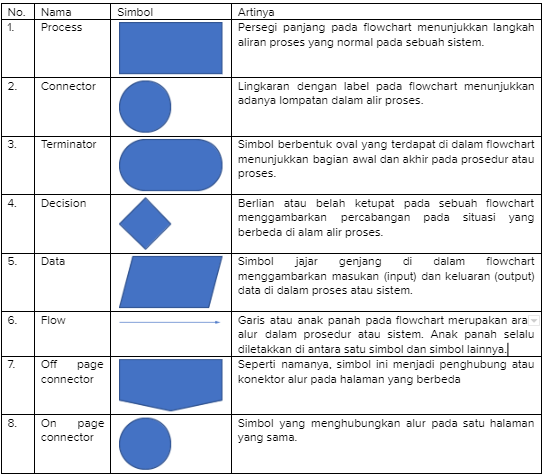 No. Nama Simbol Artinya
1. Process Persegi panjang pada flowchart menunjukkan langkah
aliran proses yang normal pada sebuah sistem.
2. Connector Lingkaran dengan label pada flowchart menunjukkan
adanya lompatan dalam alir proses.
3. Terminator Simbol berbentuk oval yang terdapat di dalam flowchart
menunjukkan bagian awal dan akhir pada prosedur atau
proses.
4. Decision Berlian atau belah ketupat pada sebuah flowchart
menggambarkan percabangan pada situasi yang
berbeda di alam alir proses.
5. Data Simbol jajar genjang di dalam flowchart
menggambarkan masukan (input) dan keluaran (output)
data di dalam proses atau sistem.
6. Flow Garis atau anak panah pada flowchart merupakan ara
alur dalam prosedur atau sistem. Anak panah selalu
diletakkan di antara satu simbol dan simbol lainnya.
7. Off page Seperti namanya, simbol ini menjadi penghubung atau
connector konektor alur pada halaman yang berbeda
8. On page Simbol yang menghubungkan alur pada satu halaman
connector yang sama.